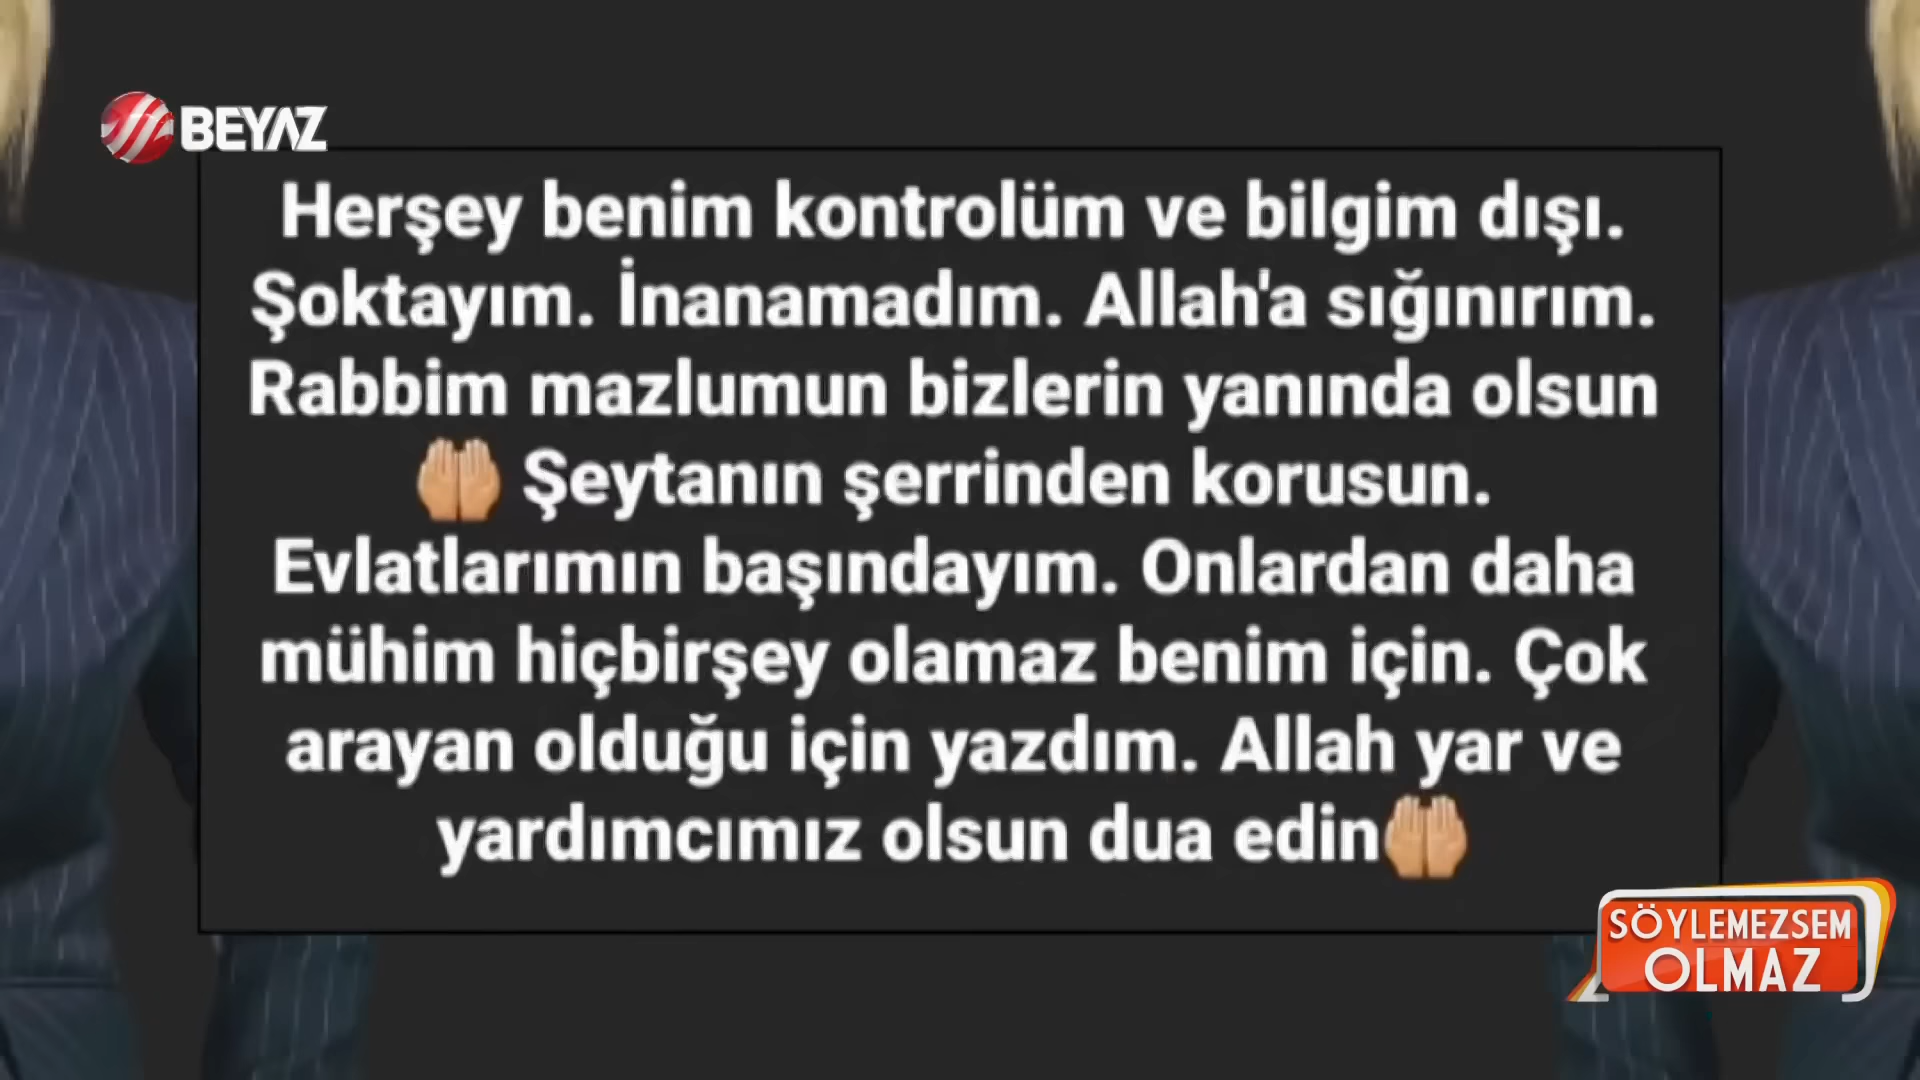 BEYAZ
Herşey benim kontrolüm ve bilgim dışı.
Şoktayım. İnanamadım. Allah'a sığınırım.
Rabbim mazlumun bizlerin yanında olsun
🤲🏼 Şeytanın şerrinden korusun.
Evlatlarımın başındayım. Onlardan daha
mühim hiçbirşey olamaz benim için. Çok
arayan olduğu için yazdım. Allah yar ve
yardımcımız olsun dua edin🤲🏼
SÖYLEMEZSEM
OLMAZ